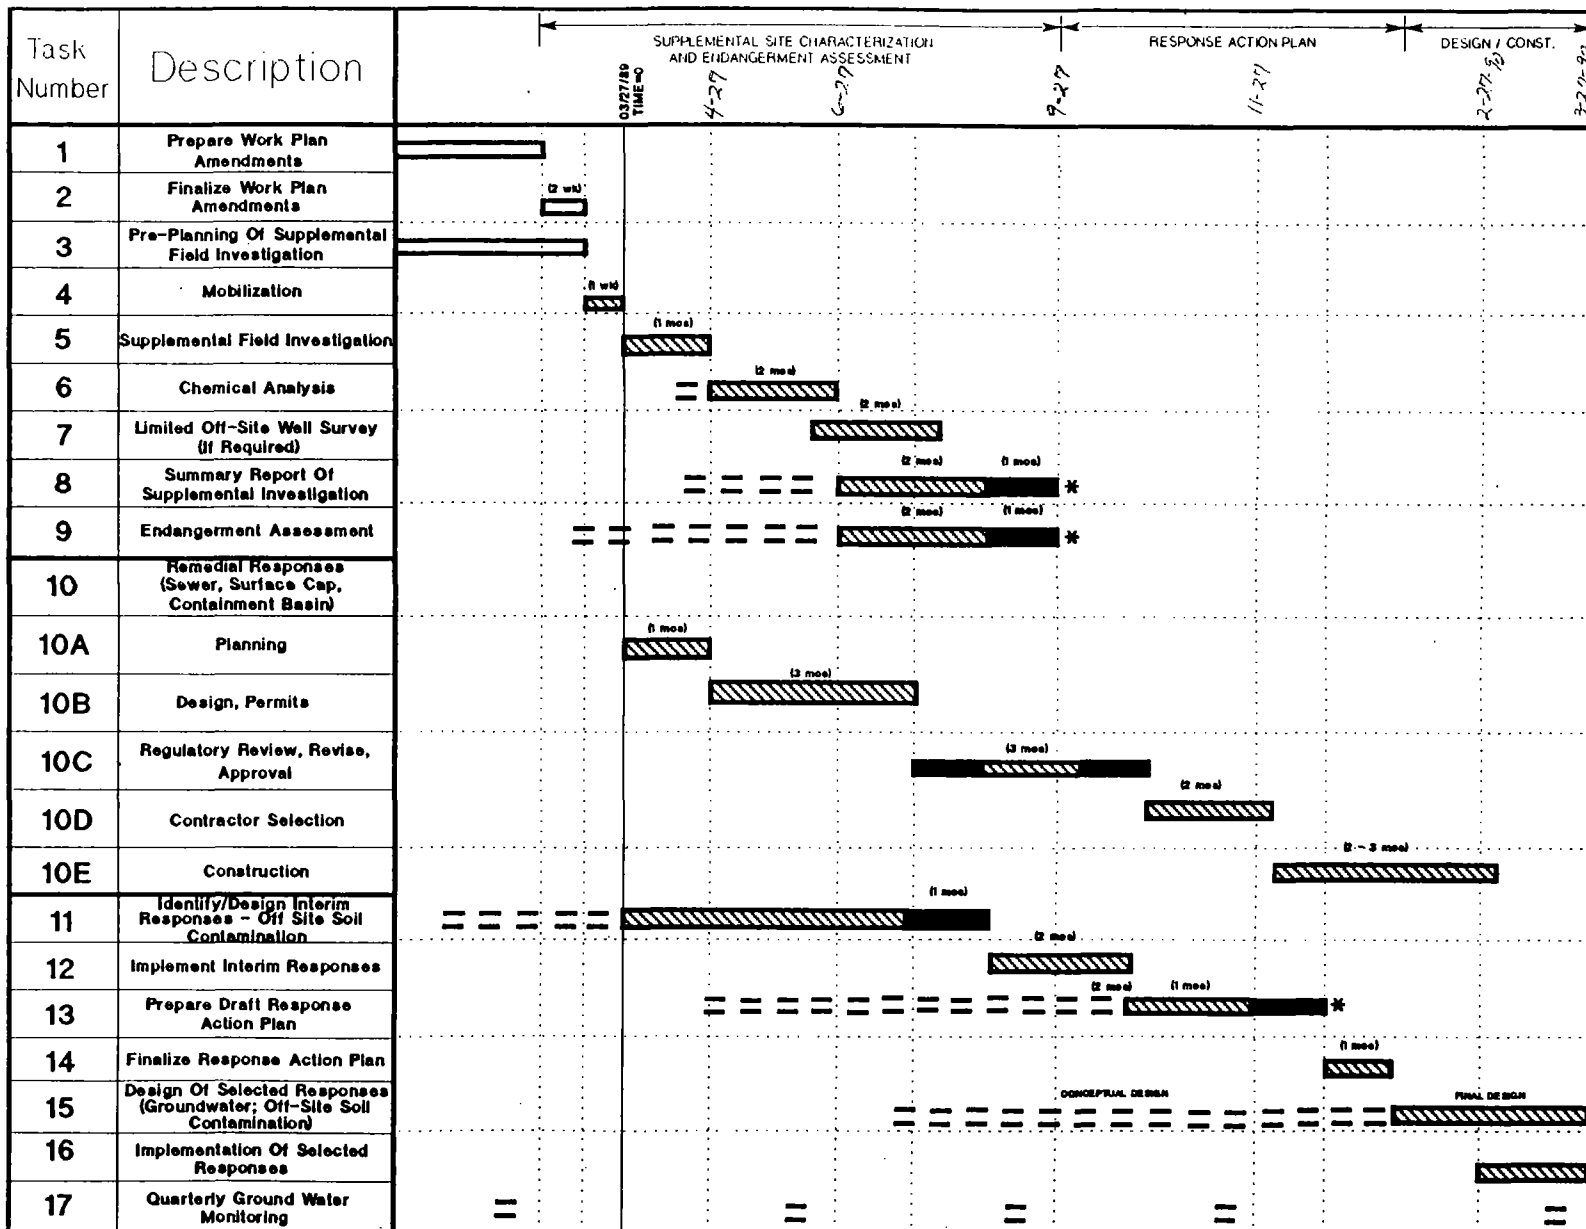 Task Number
Description
SUPPLEMENTAL SITE CHARACTERIZATION
AND ENDANGERMENT ASSESSMENT
RESPONSE ACTION PLAN
DESIGN / CONST.
03/27/89
TIME=0
4-27
6-27
9-27
11-27
2-27-90
1
Prepare Work Plan
Amendments
2
Finalize Work Plan
Amendments
(2 wk)
3
Pre-Planning Of Supplemental
Field Investigation
4
Mobilization
(1 wk)
5
Supplemental Field Investigation
(1 mos)
6
Chemical Analysis
(2 mos)
7
Limited Off-Site Well Survey
(If Required)
(2 mos)
8
Summary Report Of
Supplemental Investigation
(2 mos) (1 mos)
*
9
Endangerment Assessment
(2 mos) (1 mos)
*
10
Remedial Responses
(Sewer, Surface Cap,
Containment Basin)
10A
Planning
(1 mos)
10B
Design, Permits
(3 mos)
10C
Regulatory Review, Revise,
Approval
(3 mos)
10D
Contractor Selection
(2 mos)
10E
Construction
(2 - 3 mos)
11
Identify/Design Interim
Responses - Off Site Soil
Contamination
(1 mos)
12
Implement Interim Responses
(2 mos)
13
Prepare Draft Response
Action Plan
(2 mos) (1 mos)
*
14
Finalize Response Action Plan
(1 mos)
15
Design Of Selected Responses
(Groundwater; Off-Site Soil
Contamination)
CONCEPTUAL DESIGN
FINAL DESIGN
16
Implementation Of Selected
Responses
17
Quarterly Ground Water
Monitoring